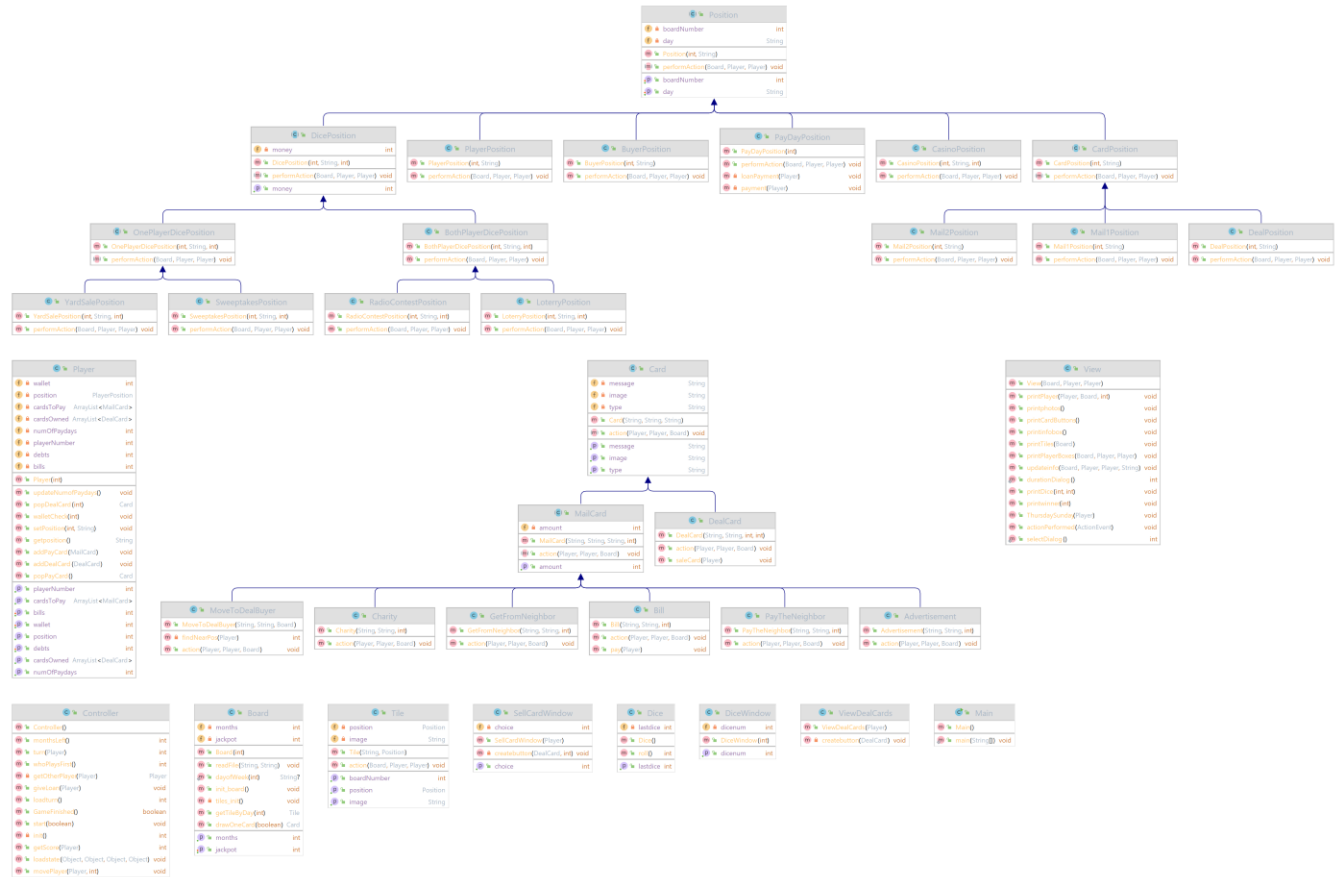 Position
boardNumber int
day String
Position(int, String)
performAction(Board, Player, Player) void
boardNumber int
day String
DicePosition
money int
DicePosition(int, String, int)
performAction(Board, Player, Player) void
money int
PlayerPosition
PlayerPosition(int, String)
performAction(Board, Player, Player) void
BuyerPosition
BuyerPosition(int, String)
performAction(Board, Player, Player) void
PayDayPosition
PayDayPosition(int)
performAction(Board, Player, Player) void
loanPayment(Player) void
payment(Player) void
CasinoPosition
CasinoPosition(int, String, int)
performAction(Board, Player, Player) void
CardPosition
CardPosition(int, String)
performAction(Board, Player, Player) void
OnePlayerDicePosition
OnePlayerDicePosition(int, String, int)
performAction(Board, Player, Player) void
BothPlayerDicePosition
BothPlayerDicePosition(int, String, int)
performAction(Board, Player, Player) void
Mail2Position
Mail2Position(int, String)
performAction(Board, Player, Player) void
Mail1Position
Mail1Position(int, String)
performAction(Board, Player, Player) void
DealPosition
DealPosition(int, String)
performAction(Board, Player, Player) void
YardSalePosition
YardSalePosition(int, String, int)
performAction(Board, Player, Player) void
SweeptakesPosition
SweeptakesPosition(int, String, int)
performAction(Board, Player, Player) void
RadioContestPosition
RadioContestPosition(int, String, int)
performAction(Board, Player, Player) void
LoterryPosition
LoterryPosition(int, String, int)
performAction(Board, Player, Player) void
Player
wallet int
position PlayerPosition
cardsToPay ArrayList<MailCard>
cardsOwned ArrayList<DealCard>
numOfPaydays int
playerNumber int
debts int
bills int
Player(int)
updateNumofPaydays() void
popDealCard(int) Card
walletCheck(int) void
setPosition(int, String) void
getposition() String
addPayCard(MailCard) void
addDealCard(DealCard) void
popPayCard() Card
playerNumber int
cardsToPay ArrayList<MailCard>
bills int
wallet int
position int
debts int
cardsOwned ArrayList<DealCard>
numOfPaydays int
Card
message String
image String
type String
Card(String, String, String)
action(Player, Player, Board) void
message String
image String
type String
View
View(Board, Player, Player)
printPlayer(Player, Board, int) void
printphotos() void
printCardButtons() void
printinfobox() void
printTiles(Board) void
printPlayerBoxes(Board, Player, Player) void
updateinfo(Board, Player, Player, String) void
durationDialog() int
printDice(int, int) void
printwinner(int) void
ThursdaySunday(Player) void
actionPerformed(ActionEvent) void
selectDialog() int
MailCard
amount int
MailCard(String, String, String, int)
action(Player, Player, Board) void
amount int
DealCard
DealCard(String, String, int, int)
action(Player, Player, Board) void
saleCard(Player) void
MoveToDealBuyer
MoveToDealBuyer(String, String, Board)
findNearPos(Player) int
action(Player, Player, Board) void
Charity
Charity(String, String, int)
action(Player, Player, Board) void
GetFromNeighbor
GetFromNeighbor(String, String, int)
action(Player, Player, Board) void
Bill
Bill(String, String, int)
action(Player, Player, Board) void
pay(Player) void
PayTheNeighbor
PayTheNeighbor(String, String, int)
action(Player, Player, Board) void
Advertisement
Advertisement(String, String, int)
action(Player, Player, Board) void
Controller
Controller()
monthsLeft() int
turn(Player) int
whoPlaysFirst() int
getOtherPlayer(Player) Player
giveLoan(Player) void
loadturn() int
GameFinished() boolean
start(boolean) void
init() int
getScore(Player) int
loadstate(Object, Object, Object, Object) void
movePlayer(Player, int) void
Board
months int
jackpot int
Board(int)
readFile(String, String) void
dayofWeek(int) String?
init_board() void
tiles_init() void
getTileByDay(int) Tile
drawOneCard(boolean) Card
months int
jackpot int
Tile
position Position
image String
Tile(String, Position)
action(Board, Player, Player) void
boardNumber int
position Position
image String
SellCardWindow
choice int
SellCardWindow(Player)
createbutton(DealCard, int) void
choice int
Dice
lastdice int
Dice()
roll() int
lastdice int
DiceWindow
dicenum int
DiceWindow(int)
dicenum int
ViewDealCards
ViewDealCards(Player)
createbutton(DealCard) void
Main
Main()
main(String[]) void